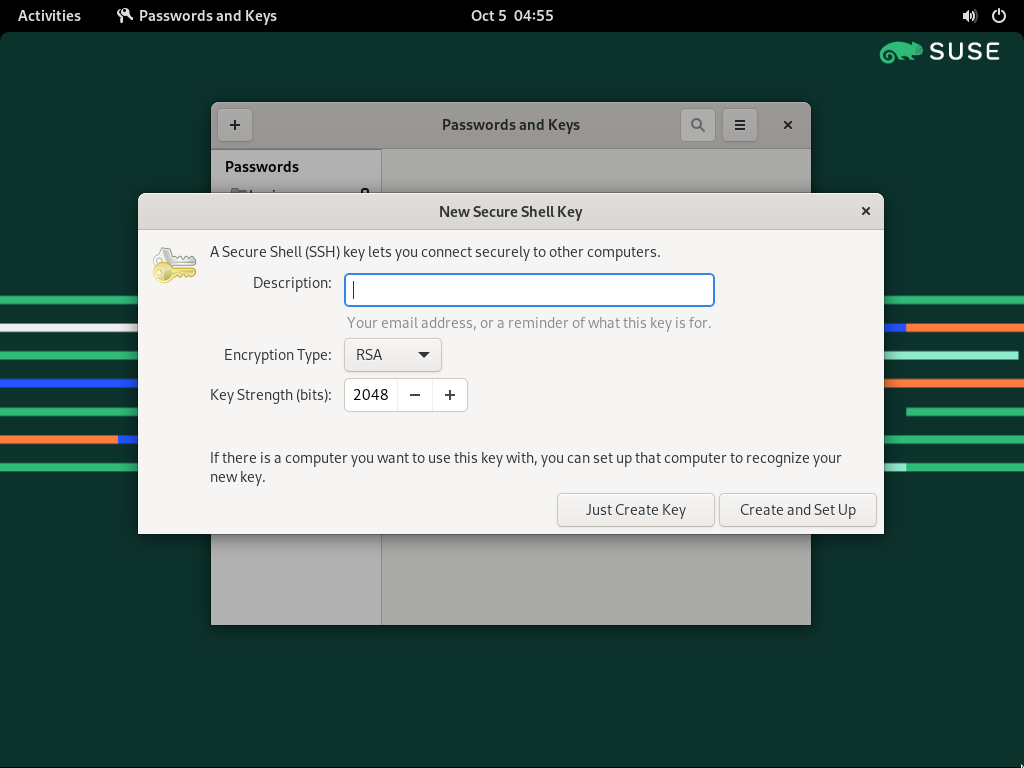 Activities
Passwords and Keys
Oct 5 04:55
SUSE
Passwords and Keys
Passwords
New Secure Shell Key
A Secure Shell (SSH) key lets you connect securely to other computers.
Description:
Your email address, or a reminder of what this key is for.
Encryption Type: RSA
Key Strength (bits): 2048 − +
If there is a computer you want to use this key with, you can set up that computer to recognize your
new key.
Just Create Key
Create and Set Up